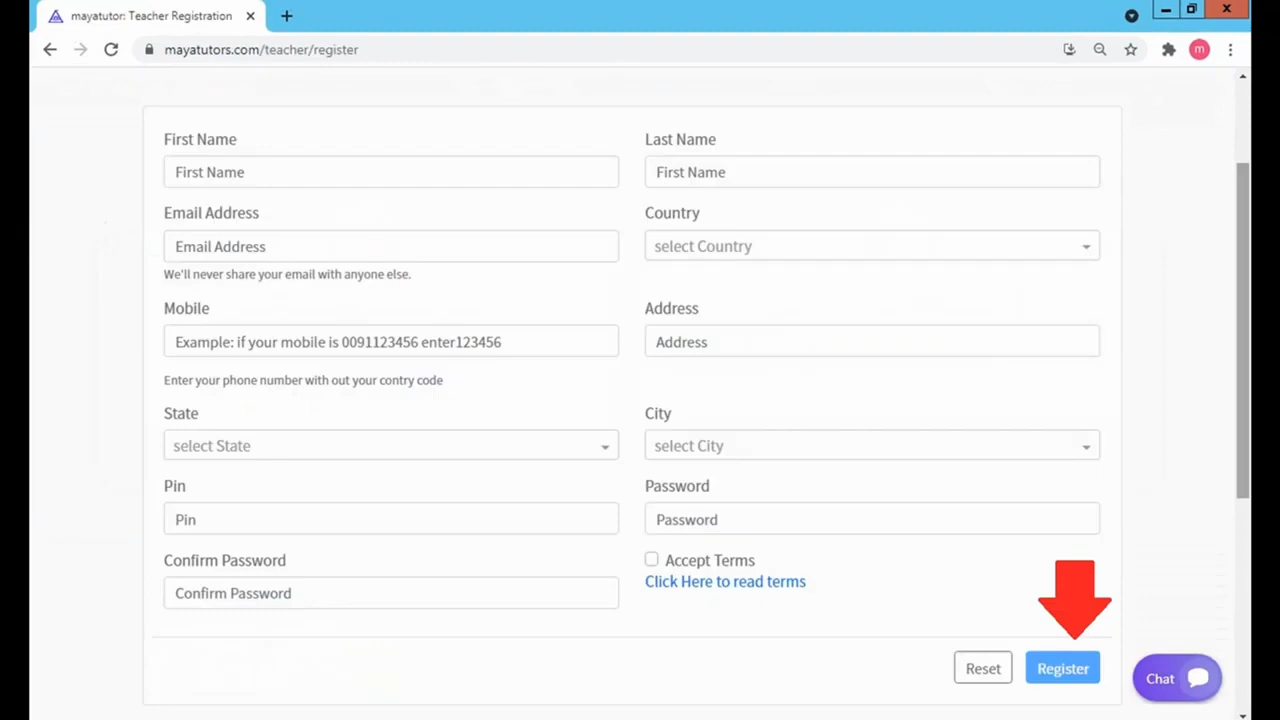 mayatutor: Teacher Registration
mayatutors.com/teacher/register
m
First Name Last Name
First Name First Name
Email Address Country
Email Address select Country
We'll never share your email with anyone else.
Mobile Address
Example: if your mobile is 0091123456 enter123456 Address
Enter your phone number with out your contry code
State City
select State select City
Pin Password
Pin Password
Confirm Password Accept Terms
Click Here to read terms
Confirm Password
Reset Register
Chat